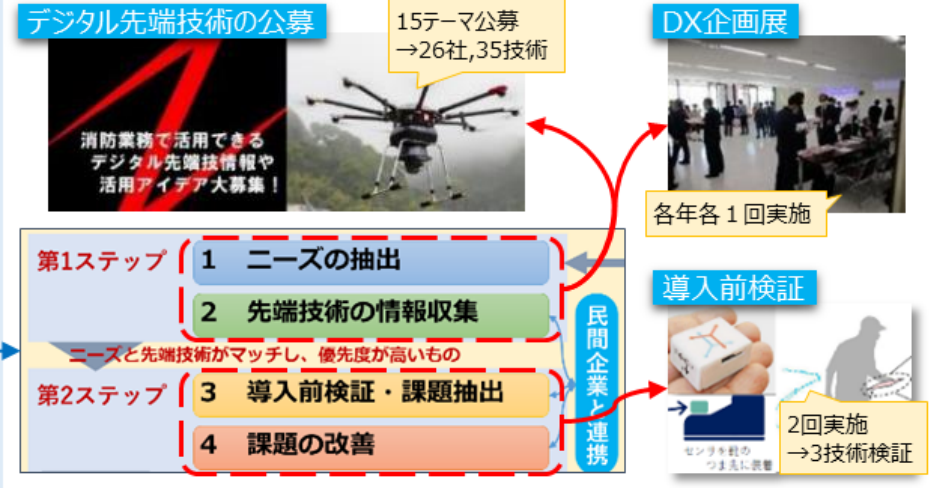 デジタル先端技術の公募
15テーマ公募
→26社,35技術
DX企画展
消防業務で活用できる
デジタル先端技情報や
活用アイデア大募集！
各年各１回実施
第1ステップ
1 ニーズの抽出
2 先端技術の情報収集
ニーズと先端技術がマッチし、優先度が高いもの
第2ステップ
3 導入前検証・課題抽出
4 課題の改善
民間企業と連携
導入前検証
センサを靴の
つま先に装着
2回実施
→3技術検証